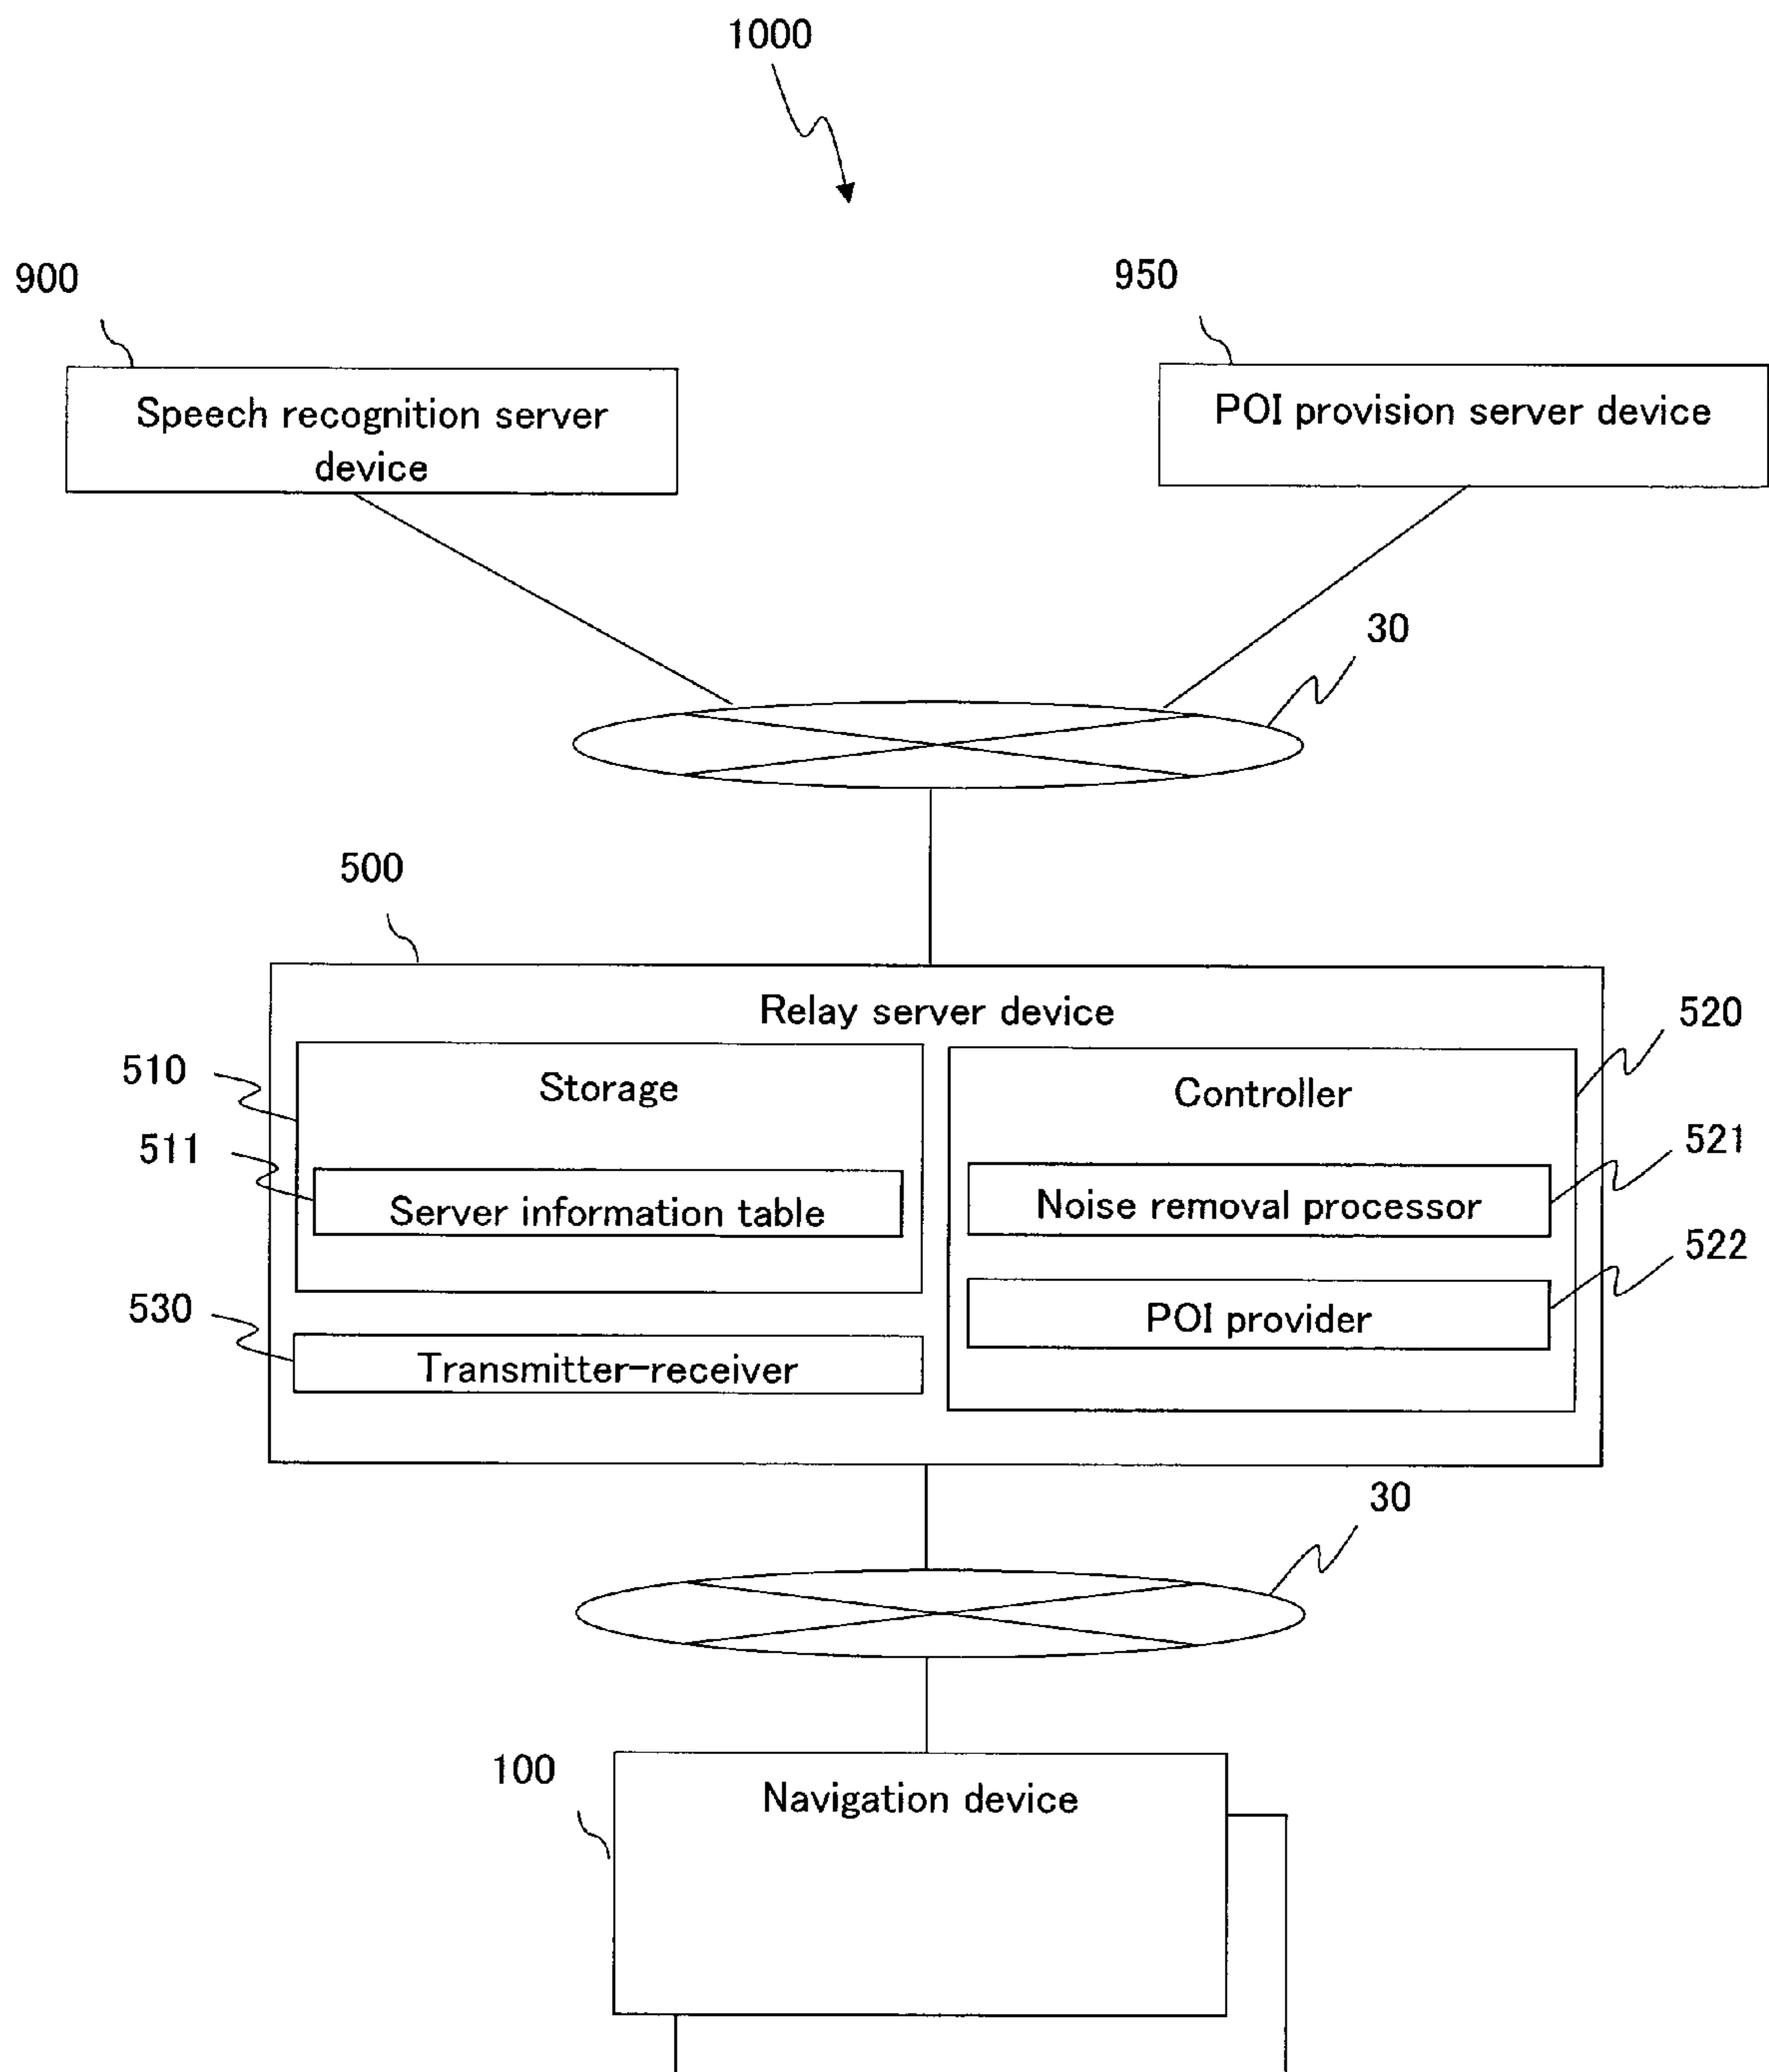 1000
900
950
Speech recognition server
device
POI provision server device
30
500
Relay server device
520
510
Storage
Controller
511
521
Server information table
Noise removal processor
522
530
POI provider
Transmitter-receiver
30
100
Navigation device